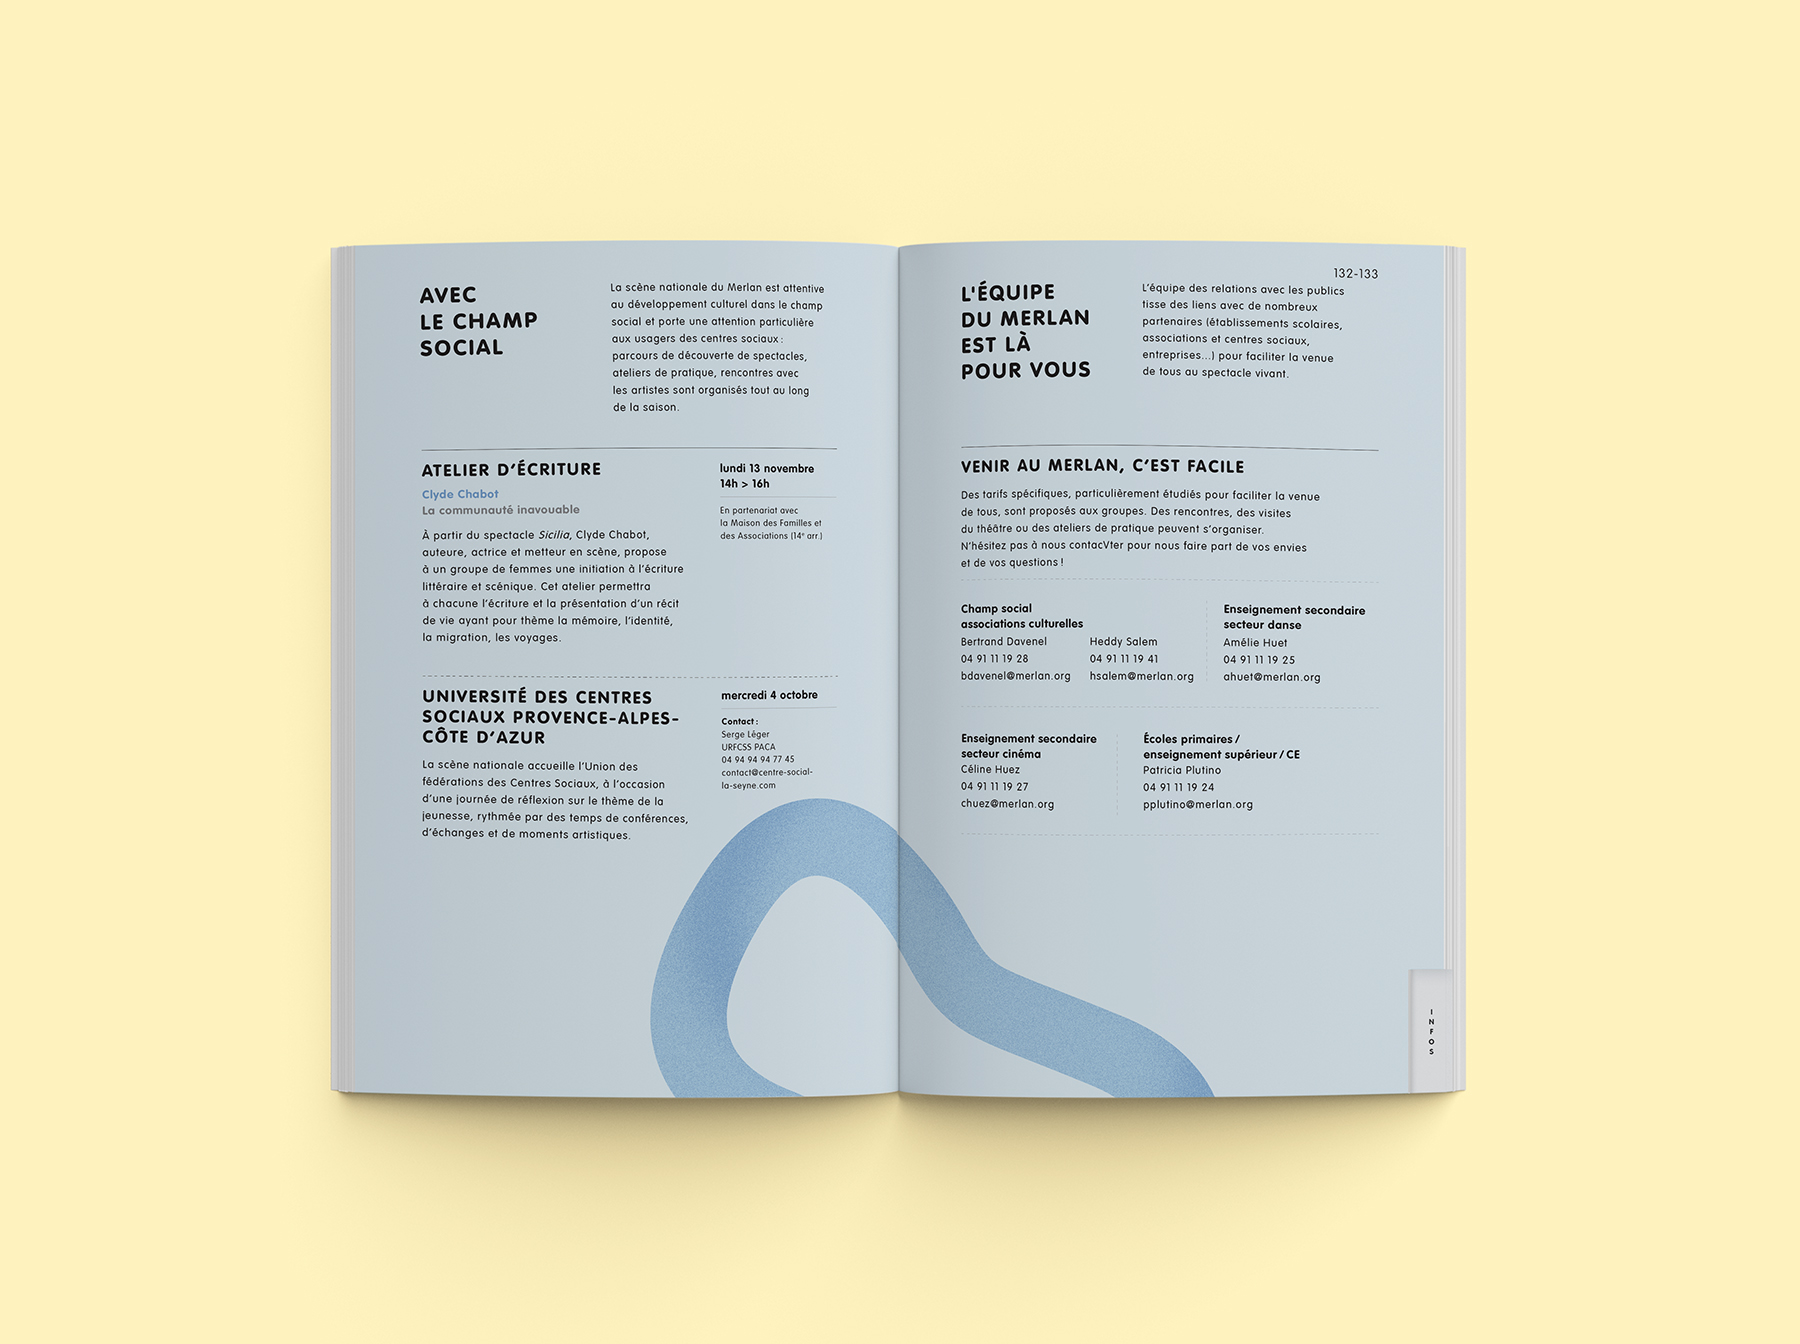 AVEC
LE CHAMP
SOCIAL
La scène nationale du Merlan est attentive
au développement culturel dans le champ
social et porte une attention particulière
aux usagers des centres sociaux :
parcours de découverte de spectacles,
ateliers de pratique, rencontres avec
les artistes sont organisés tout au long
de la saison.
ATELIER D'ÉCRITURE
Clyde Chabot
La communauté inavouable
À partir du spectacle Sicilia, Clyde Chabot,
auteure, actrice et metteur en scène, propose
à un groupe de femmes une initiation à l'écriture
littéraire et scénique. Cet atelier permettra
à chacune l'écriture et la présentation d'un récit
de vie ayant pour thème la mémoire, l'identité,
la migration, les voyages.
lundi 13 novembre
14h > 16h
En partenariat avec
la Maison des Familles et
des Associations (14e arr.)
UNIVERSITÉ DES CENTRES
SOCIAUX PROVENCE-ALPES-
CÔTE D'AZUR
La scène nationale accueille l'Union des
fédérations des Centres Sociaux, à l'occasion
d'une journée de réflexion sur le thème de la
jeunesse, rythmée par des temps de conférences,
d'échanges et de moments artistiques.
mercredi 4 octobre
Contact :
Serge Léger
URFCSS PACA
04 94 94 94 77 45
contact@centre-social-
la-seyne.com
132-133
L'ÉQUIPE
DU MERLAN
EST LÀ
POUR VOUS
L'équipe des relations avec les publics
tisse des liens avec de nombreux
partenaires (établissements scolaires,
associations et centres sociaux,
entreprises...) pour faciliter la venue
de tous au spectacle vivant.
VENIR AU MERLAN, C'EST FACILE
Des tarifs spécifiques, particulièrement étudiés pour faciliter la venue
de tous, sont proposés aux groupes. Des rencontres, des visites
du théâtre ou des ateliers de pratique peuvent s'organiser.
N'hésitez pas à nous contacVter pour nous faire part de vos envies
et de vos questions !
Champ social
associations culturelles
Bertrand Davenel
04 91 11 19 28
bdavenel@merlan.org
Heddy Salem
04 91 11 19 41
hsalem@merlan.org
Enseignement secondaire
secteur danse
Amélie Huet
04 91 11 19 25
ahuet@merlan.org
Enseignement secondaire
secteur cinéma
Céline Huez
04 91 11 19 27
chuez@merlan.org
Écoles primaires /
enseignement supérieur / CE
Patricia Plutino
04 91 11 19 24
pplutino@merlan.org
INFOS